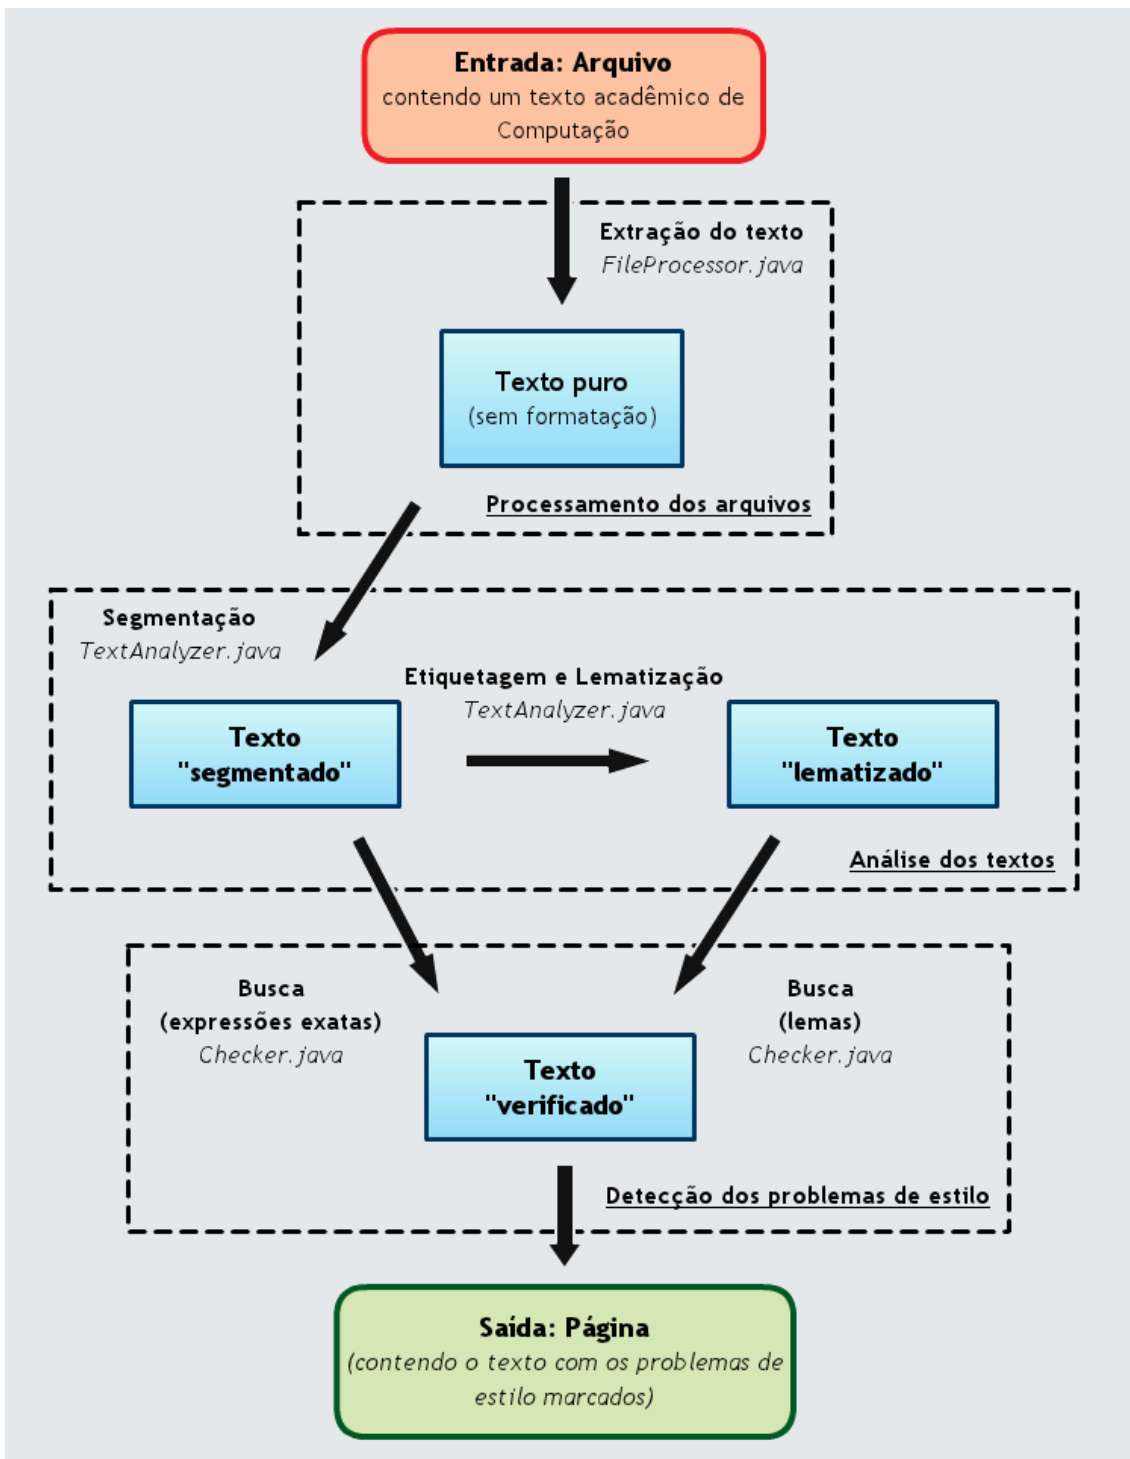 Entrada: Arquivo
contendo um texto acadêmico de
Computação
Extração do texto
FileProcessor.java
Texto puro
(sem formatação)
Processamento dos arquivos
Segmentação
TextAnalyzer.java
Etiquetagem e Lematização
TextAnalyzer.java
Texto
"segmentado"
Texto
"lematizado"
Análise dos textos
Busca
(expressões exatas)
Checker.java
Busca
(lemas)
Checker.java
Texto
"verificado"
Detecção dos problemas de estilo
Saída: Página
(contendo o texto com os problemas de
estilo marcados)